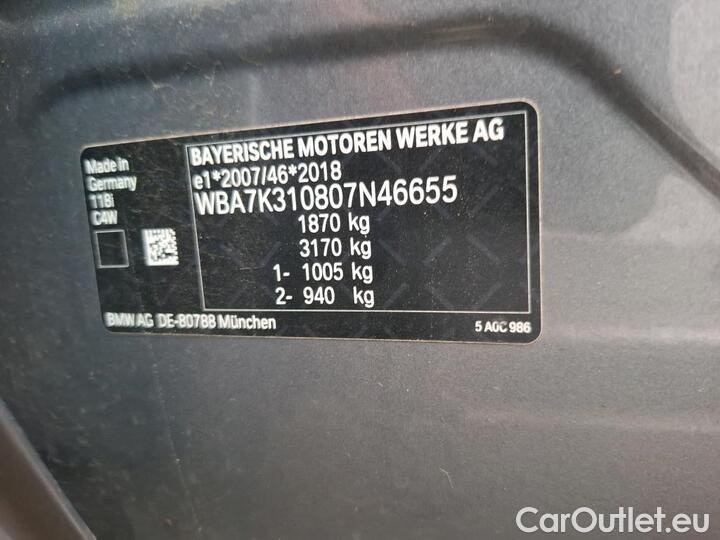 BAYERISCHE MOTOREN WERKE AG
e1*2007/46*2018
WBA7K310807N46655
1870 kg
3170 kg
1- 1005 kg
2- 940 kg
Made in
Germany
118i
C4W
BMW AG DE-80788 München
5 A0C 986
CarOutlet.eu